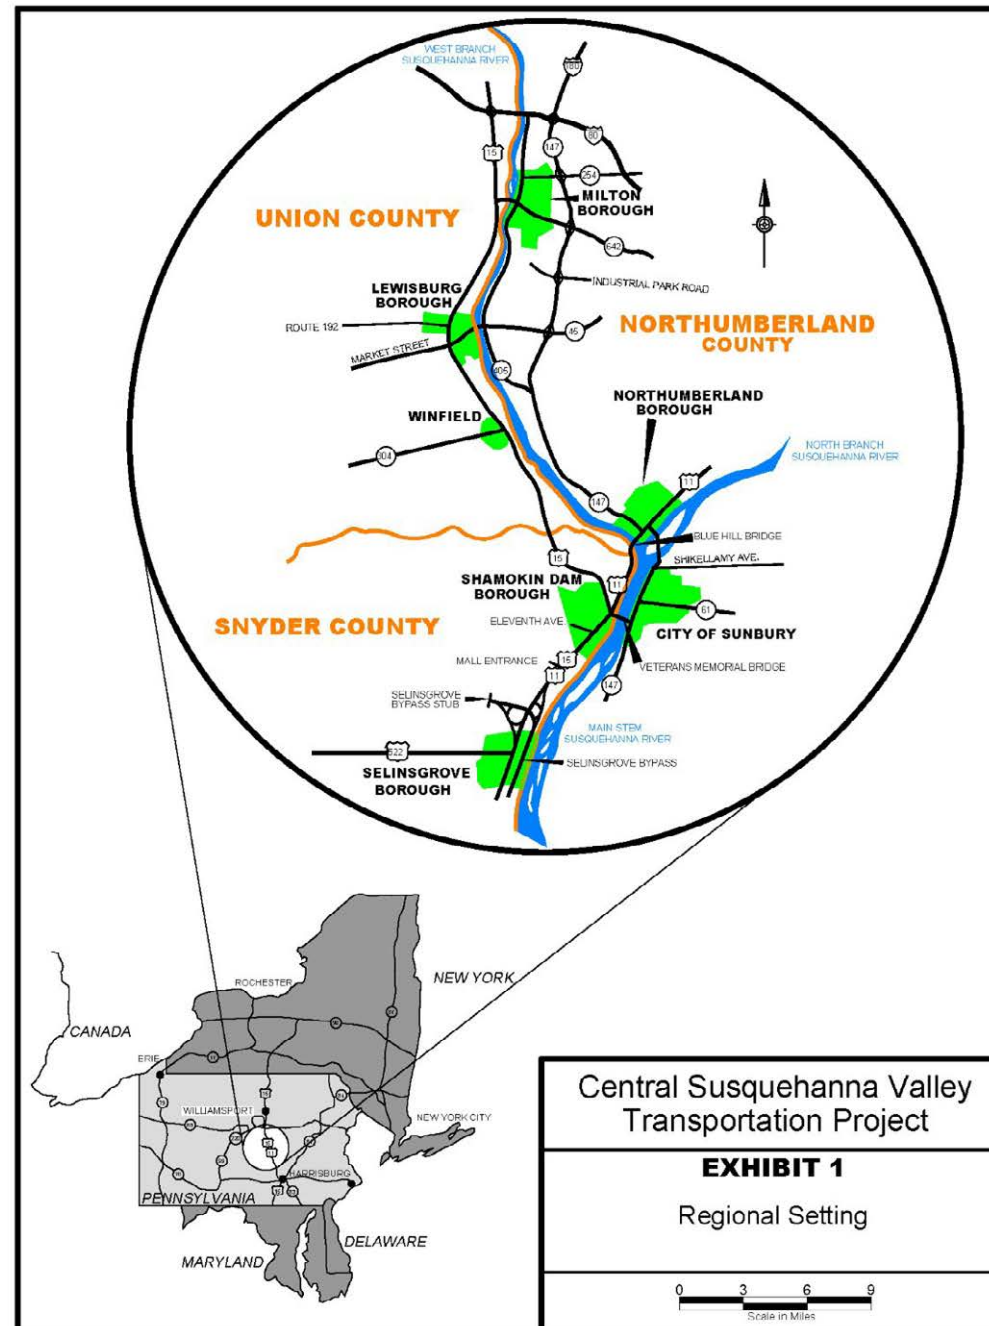 WEST BRANCH
SUSQUEHANNA RIVER
180
80
15
147
254
MILTON
BOROUGH
UNION COUNTY
642
INDUSTRIAL PARK ROAD
LEWISBURG
BOROUGH
ROUTE 192
NORTHUMBERLAND
COUNTY
45
MARKET STREET
405
NORTHUMBERLAND
BOROUGH
WINFIELD
NORTH BRANCH
SUSQUEHANNA RIVER
304
11
147
BLUE HILL BRIDGE
15
SHIKELLAMY AVE.
SHAMOKIN DAM
BOROUGH
11
61
SNYDER COUNTY
ELEVENTH AVE
CITY OF SUNBURY
MALL ENTRANCE
15
VETERANS MEMORIAL BRIDGE
11
147
SELINSGROVE
BYPASS STUB
MAIN STEM
SUSQUEHANNA RIVER
522
SELINSGROVE BYPASS
SELINSGROVE
BOROUGH
ROCHESTER
NEW YORK
CANADA
ERIE
WILLIAMSPORT
NEW YORK CITY
HARRISBURG
PENNSYLVANIA
DELAWARE
MARYLAND
Central Susquehanna Valley
Transportation Project
EXHIBIT 1
Regional Setting
0 3 6 9
Scale in Miles